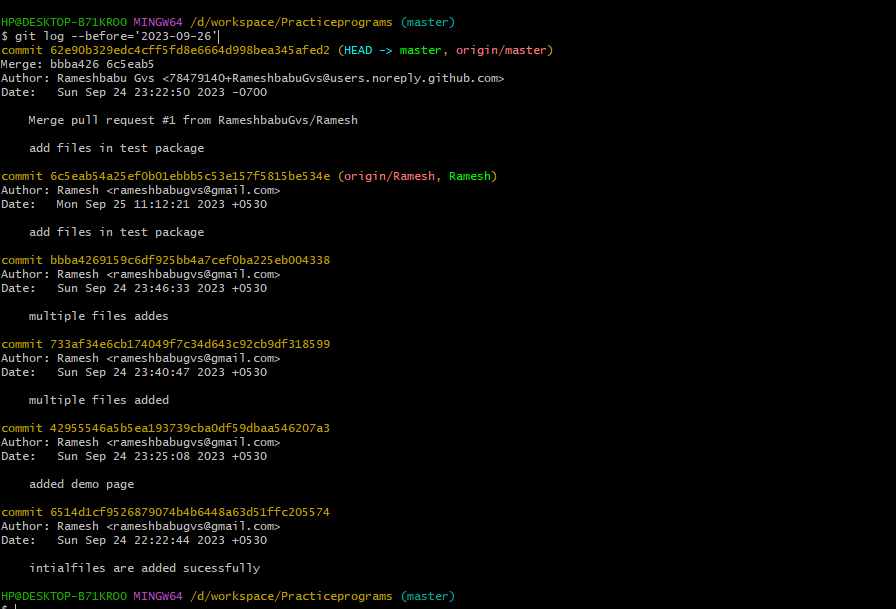 HP@DESKTOP-B71KROO MINGW64 /d/workspace/Practiceprograms (master)
$ git log --before='2023-09-26'
commit 62e90b329edc4cff5fd8e6664d998bea345afed2 (HEAD -> master, origin/master)
Merge: bbba426 6c5eab5
Author: Rameshbabu Gvs <78479140+RameshbabuGvs@users.noreply.github.com>
Date:   Sun Sep 24 23:22:50 2023 -0700
    Merge pull request #1 from RameshbabuGvs/Ramesh
    add files in test package
commit 6c5eab54a25ef0b01ebbb5c53e157f5815be534e (origin/Ramesh, Ramesh)
Author: Ramesh <rameshbabugvs@gmail.com>
Date:   Mon Sep 25 11:12:21 2023 +0530
    add files in test package
commit bbba4269159c6df925bb4a7cef0ba225eb004338
Author: Ramesh <rameshbabugvs@gmail.com>
Date:   Sun Sep 24 23:46:33 2023 +0530
    multiple files addes
commit 733af34e6cb174049f7c34d643c92cb9df318599
Author: Ramesh <rameshbabugvs@gmail.com>
Date:   Sun Sep 24 23:40:47 2023 +0530
    multiple files added
commit 42955546a5b5ea193739cba0df59dbaa546207a3
Author: Ramesh <rameshbabugvs@gmail.com>
Date:   Sun Sep 24 23:25:08 2023 +0530
    added demo page
commit 6514d1cf9526879074b4b6448a63d51ffc205574
Author: Ramesh <rameshbabugvs@gmail.com>
Date:   Sun Sep 24 22:22:44 2023 +0530
    intialfiles are added sucessfully
HP@DESKTOP-B71KROO MINGW64 /d/workspace/Practiceprograms (master)
$